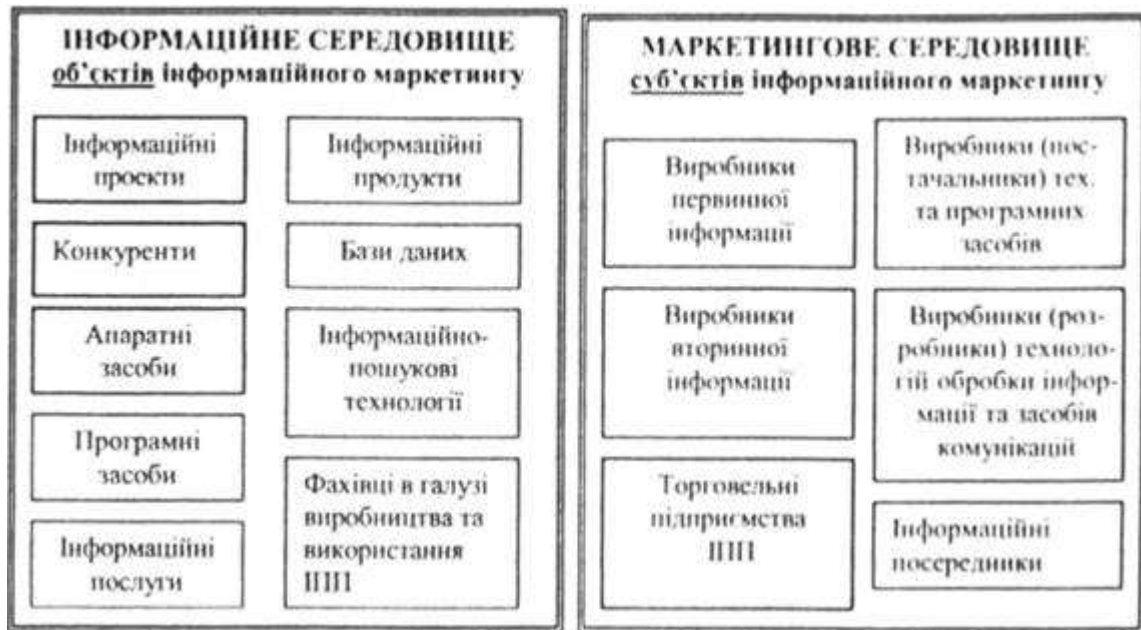 ІНФОРМАЦІЙНЕ СЕРЕДОВИЩЕ
об'єктів інформаційного маркетингу
Інформаційні
проекти
Конкуренти
Апаратні
засоби
Програмні
засоби
Інформаційні
послуги
Інформаційні
продукти
Бази даних
Інформаційно-
пошукові
технології
Фахівці в галузі
виробництва та
використання
ІПП
МАРКЕТИНГОВЕ СЕРЕДОВИЩЕ
суб'єктів інформаційного маркетингу
Виробники
первинної
інформації
Виробники
вторинної
інформації
Торговельні
підприємства
ІПП
Виробники (пос-
тачальники) тех.
та програмних
засобів
Виробники (роз-
робники) техноло-
гій обробки інфор-
мації та засобів
комунікацій
Інформаційні
посередники